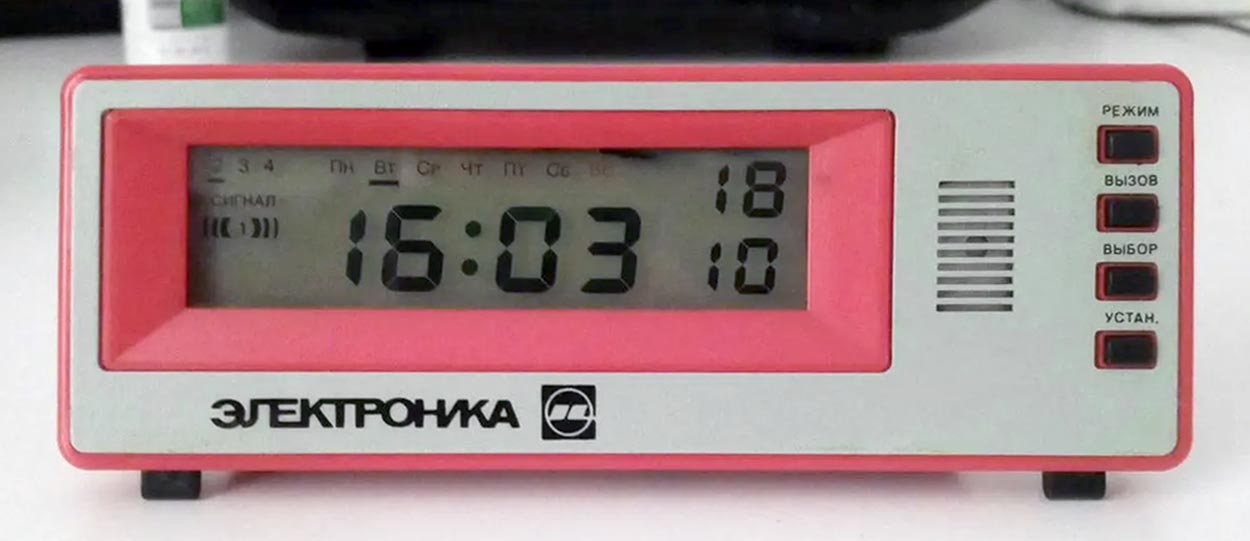 2 3 4 Пн Вт Ср Чт Пт Сб Вс
СИГНАЛ
1
16:03
18
10
РЕЖИМ
ВЫЗОВ
ВЫБОР
УСТАН.
ЭЛЕКТРОНИКА